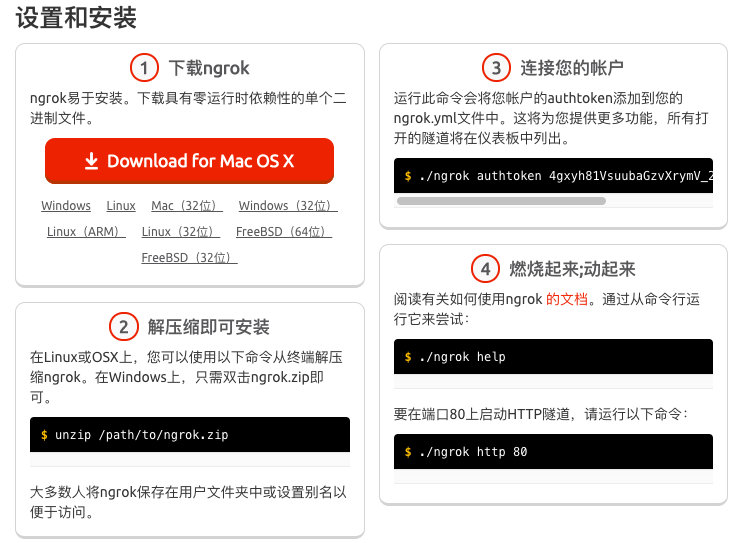 设置和安装
1 下载ngrok
ngrok易于安装。下载具有零运行时依赖性的单个二
进制文件。
Download for Mac OS X
Windows Linux Mac（32位） Windows（32位）
Linux（ARM） Linux（32位） FreeBSD（64位）
FreeBSD（32位）
2 解压缩即可安装
在Linux或OSX上，您可以使用以下命令从终端解压
缩ngrok。在Windows上，只需双击ngrok.zip即
可。
$ unzip /path/to/ngrok.zip
大多数人将ngrok保存在用户文件夹中或设置别名以
便于访问。
3 连接您的帐户
运行此命令会将您帐户的authtoken添加到您的
ngrok.yml文件中。这将为您提供更多功能，所有打
开的隧道将在仪表板中列出。
$ ./ngrok authtoken 4gxyh81VsuubaGzvXrymV_2
4 燃烧起来;动起来
阅读有关如何使用ngrok 的文档。通过从命令行运
行它来尝试：
$ ./ngrok help
要在端口80上启动HTTP隧道，请运行以下命令：
$ ./ngrok http 80